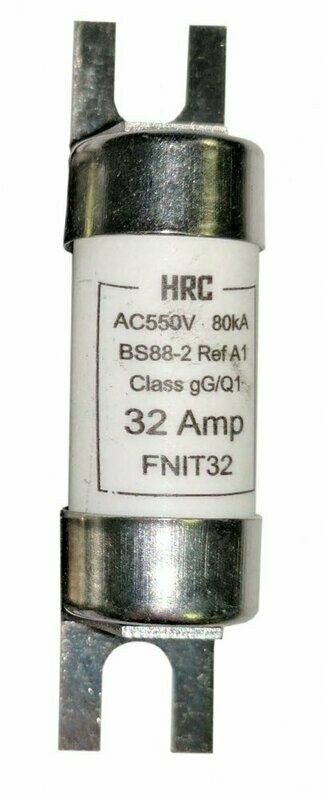 HRC
AC550V 80kA
BS88-2 Ref A1
Class gG/Q1
32 Amp
FNIT32